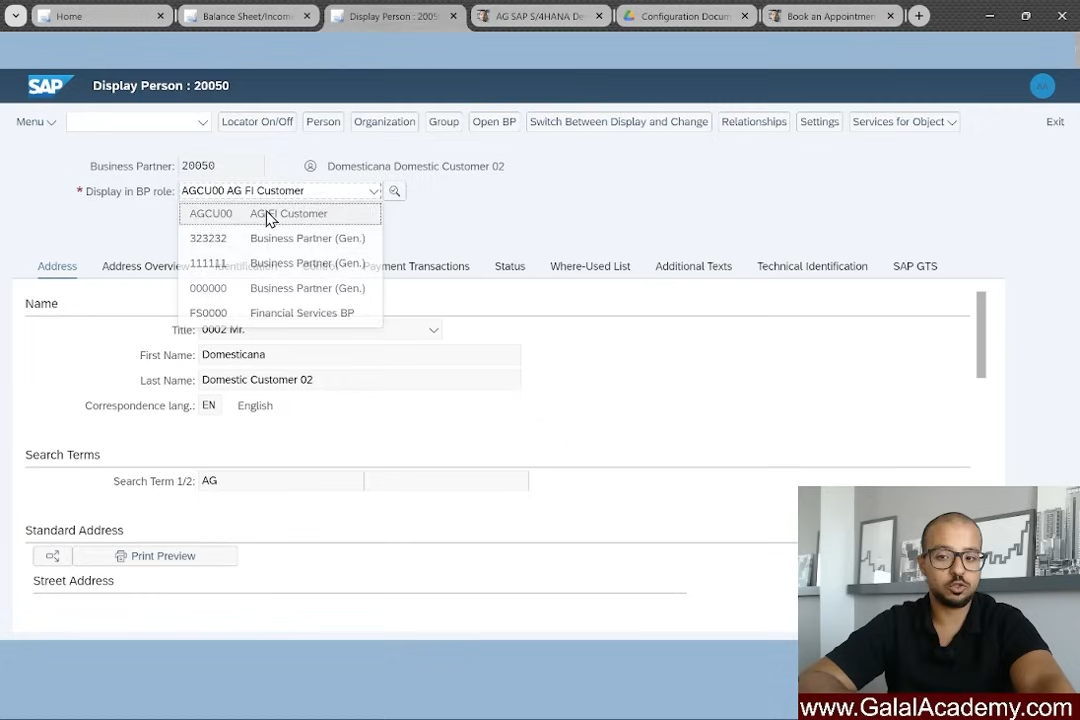 Home
Balance Sheet/Incom
Display Person : 2005
AG SAP S/4HANA De
Configuration Docum
Book an Appointmen
SAP
Display Person : 20050
AA
Menu
Locator On/Off
Person
Organization
Group
Open BP
Switch Between Display and Change
Relationships
Settings
Services for Object
Exit
Business Partner: 20050
Domesticana Domestic Customer 02
* Display in BP role: AGCU00 AG FI Customer
AGCU00 AG FI Customer
323232 Business Partner (Gen.)
111111 Business Partner (Gen.)
000000 Business Partner (Gen.)
FS0000 Financial Services BP
Address
Address Overview
Payment Transactions
Status
Where-Used List
Additional Texts
Technical Identification
SAP GTS
Name
Title: 0002 Mr.
First Name: Domesticana
Last Name: Domestic Customer 02
Correspondence lang.: EN English
Search Terms
Search Term 1/2: AG
Standard Address
Print Preview
Street Address
www.GalalAcademy.com